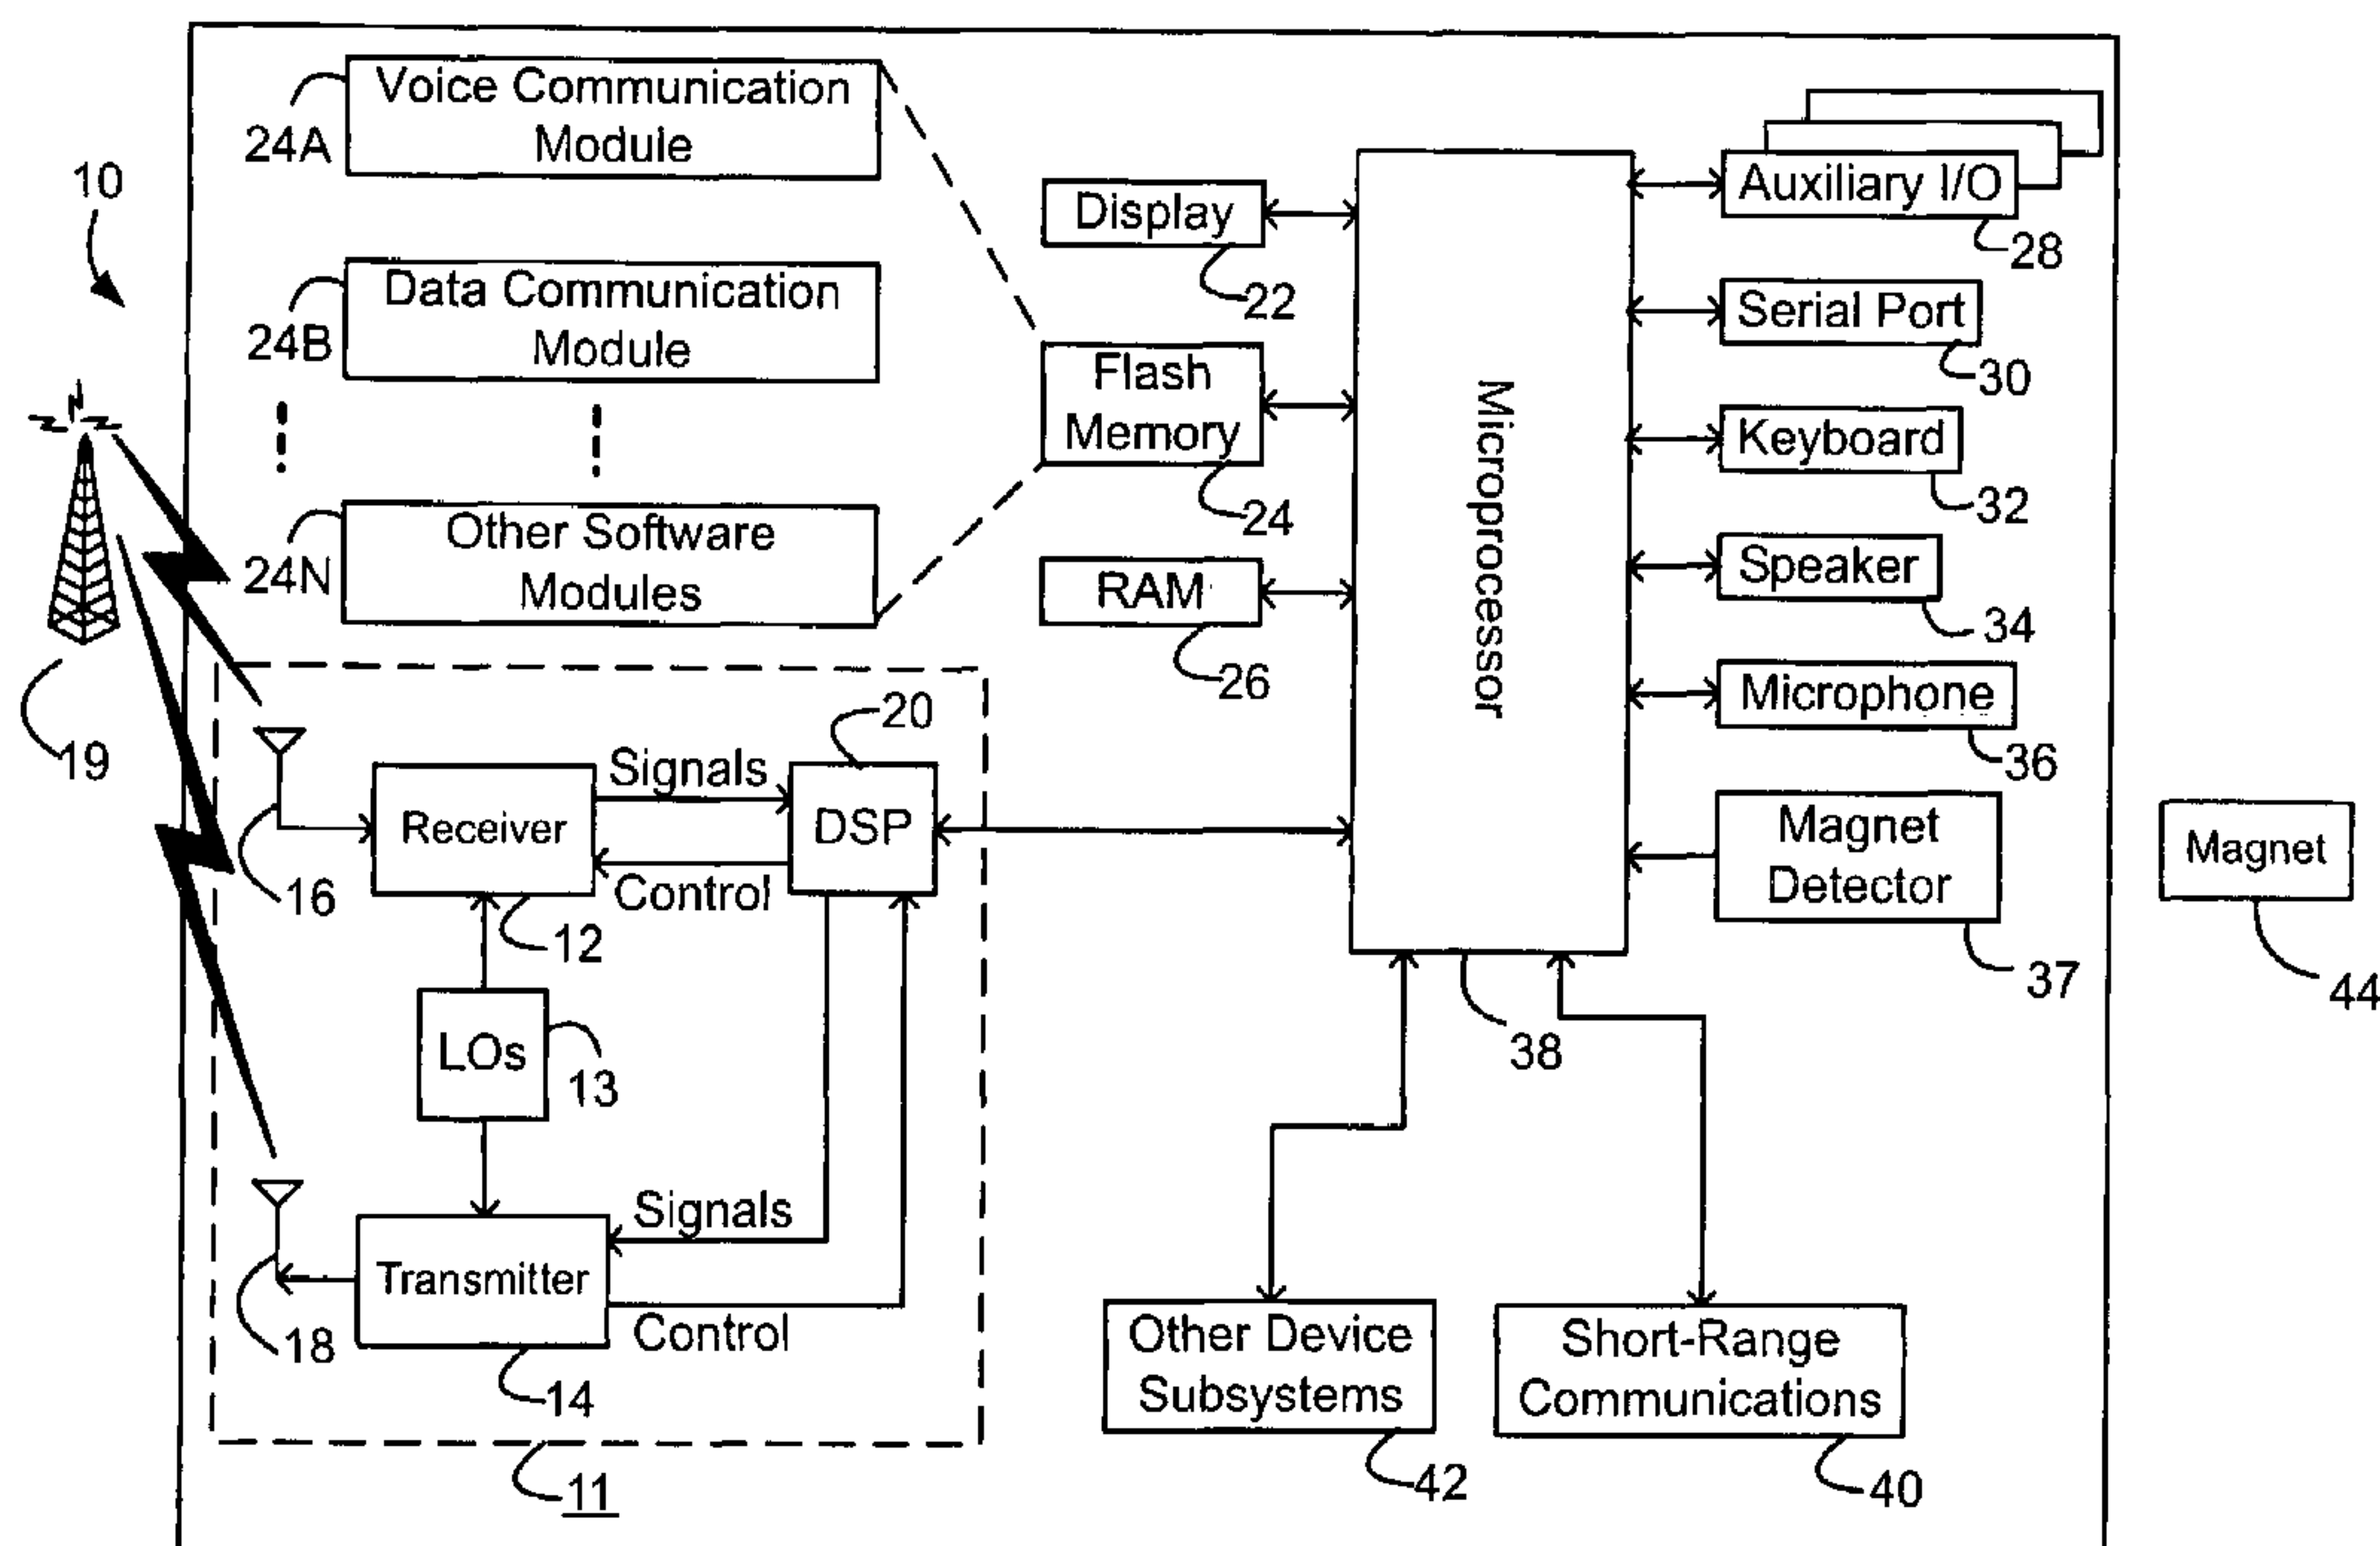 Voice Communication
Module
24A
10
Data Communication
Module
24B
Other Software
Modules
24N
19
Display
22
Flash
Memory
24
RAM
26
Microprocessor
38
Auxiliary I/O
28
Serial Port
30
Keyboard
32
Speaker
34
Microphone
36
Magnet
Detector
37
Magnet
44
20
Signals
Receiver
DSP
Control
16
12
LOs
13
Signals
Transmitter
Control
18
14
11
Other Device
Subsystems
42
Short-Range
Communications
40